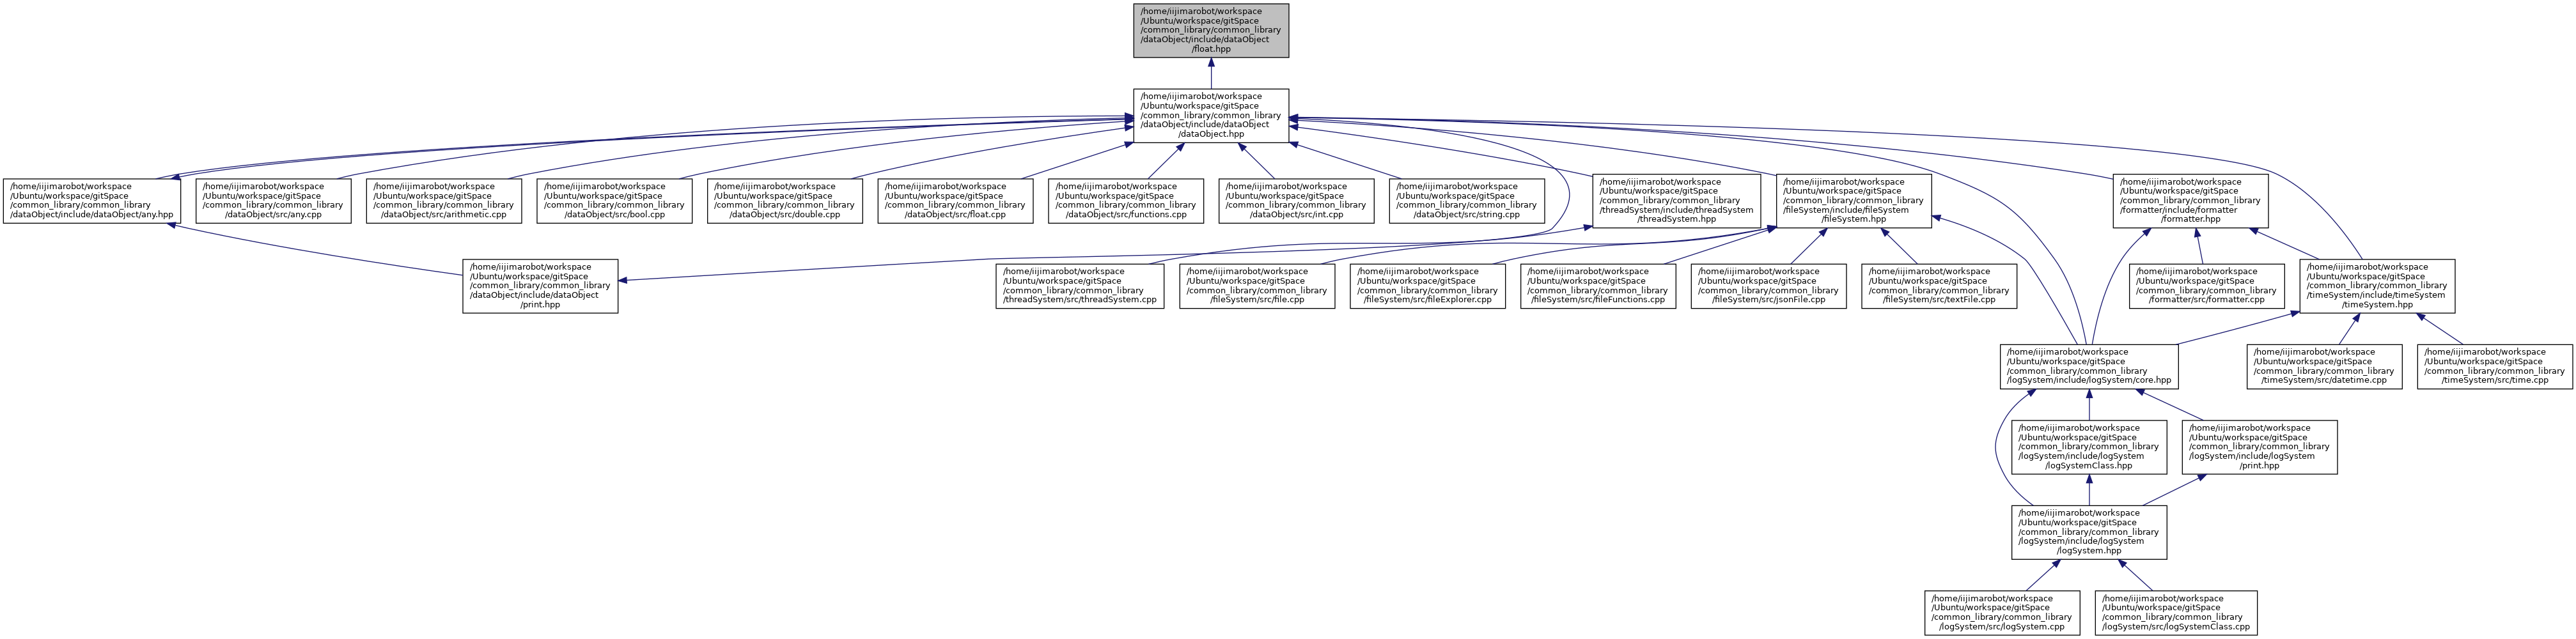 /home/iijimarobot/workspace
/Ubuntu/workspace/gitSpace
/common_library/common_library
/dataObject/include/dataObject
/float.hpp
/home/iijimarobot/workspace
/Ubuntu/workspace/gitSpace
/common_library/common_library
/dataObject/include/dataObject
/dataObject.hpp
/home/iijimarobot/workspace
/Ubuntu/workspace/gitSpace
/common_library/common_library
/dataObject/include/dataObject/any.hpp
/home/iijimarobot/workspace
/Ubuntu/workspace/gitSpace
/common_library/common_library
/dataObject/src/any.cpp
/home/iijimarobot/workspace
/Ubuntu/workspace/gitSpace
/common_library/common_library
/dataObject/src/arithmetic.cpp
/home/iijimarobot/workspace
/Ubuntu/workspace/gitSpace
/common_library/common_library
/dataObject/src/bool.cpp
/home/iijimarobot/workspace
/Ubuntu/workspace/gitSpace
/common_library/common_library
/dataObject/src/double.cpp
/home/iijimarobot/workspace
/Ubuntu/workspace/gitSpace
/common_library/common_library
/dataObject/src/float.cpp
/home/iijimarobot/workspace
/Ubuntu/workspace/gitSpace
/common_library/common_library
/dataObject/src/functions.cpp
/home/iijimarobot/workspace
/Ubuntu/workspace/gitSpace
/common_library/common_library
/dataObject/src/int.cpp
/home/iijimarobot/workspace
/Ubuntu/workspace/gitSpace
/common_library/common_library
/dataObject/src/string.cpp
/home/iijimarobot/workspace
/Ubuntu/workspace/gitSpace
/common_library/common_library
/threadSystem/include/threadSystem
/threadSystem.hpp
/home/iijimarobot/workspace
/Ubuntu/workspace/gitSpace
/common_library/common_library
/fileSystem/include/fileSystem
/fileSystem.hpp
/home/iijimarobot/workspace
/Ubuntu/workspace/gitSpace
/common_library/common_library
/formatter/include/formatter
/formatter.hpp
/home/iijimarobot/workspace
/Ubuntu/workspace/gitSpace
/common_library/common_library
/dataObject/include/dataObject
/print.hpp
/home/iijimarobot/workspace
/Ubuntu/workspace/gitSpace
/common_library/common_library
/threadSystem/src/threadSystem.cpp
/home/iijimarobot/workspace
/Ubuntu/workspace/gitSpace
/common_library/common_library
/fileSystem/src/file.cpp
/home/iijimarobot/workspace
/Ubuntu/workspace/gitSpace
/common_library/common_library
/fileSystem/src/fileExplorer.cpp
/home/iijimarobot/workspace
/Ubuntu/workspace/gitSpace
/common_library/common_library
/fileSystem/src/fileFunctions.cpp
/home/iijimarobot/workspace
/Ubuntu/workspace/gitSpace
/common_library/common_library
/fileSystem/src/jsonFile.cpp
/home/iijimarobot/workspace
/Ubuntu/workspace/gitSpace
/common_library/common_library
/fileSystem/src/textFile.cpp
/home/iijimarobot/workspace
/Ubuntu/workspace/gitSpace
/common_library/common_library
/formatter/src/formatter.cpp
/home/iijimarobot/workspace
/Ubuntu/workspace/gitSpace
/common_library/common_library
/timeSystem/include/timeSystem
/timeSystem.hpp
/home/iijimarobot/workspace
/Ubuntu/workspace/gitSpace
/common_library/common_library
/logSystem/include/logSystem/core.hpp
/home/iijimarobot/workspace
/Ubuntu/workspace/gitSpace
/common_library/common_library
/timeSystem/src/datetime.cpp
/home/iijimarobot/workspace
/Ubuntu/workspace/gitSpace
/common_library/common_library
/timeSystem/src/time.cpp
/home/iijimarobot/workspace
/Ubuntu/workspace/gitSpace
/common_library/common_library
/logSystem/include/logSystem
/logSystemClass.hpp
/home/iijimarobot/workspace
/Ubuntu/workspace/gitSpace
/common_library/common_library
/logSystem/include/logSystem
/print.hpp
/home/iijimarobot/workspace
/Ubuntu/workspace/gitSpace
/common_library/common_library
/logSystem/include/logSystem
/logSystem.hpp
/home/iijimarobot/workspace
/Ubuntu/workspace/gitSpace
/common_library/common_library
/logSystem/src/logSystem.cpp
/home/iijimarobot/workspace
/Ubuntu/workspace/gitSpace
/common_library/common_library
/logSystem/src/logSystemClass.cpp